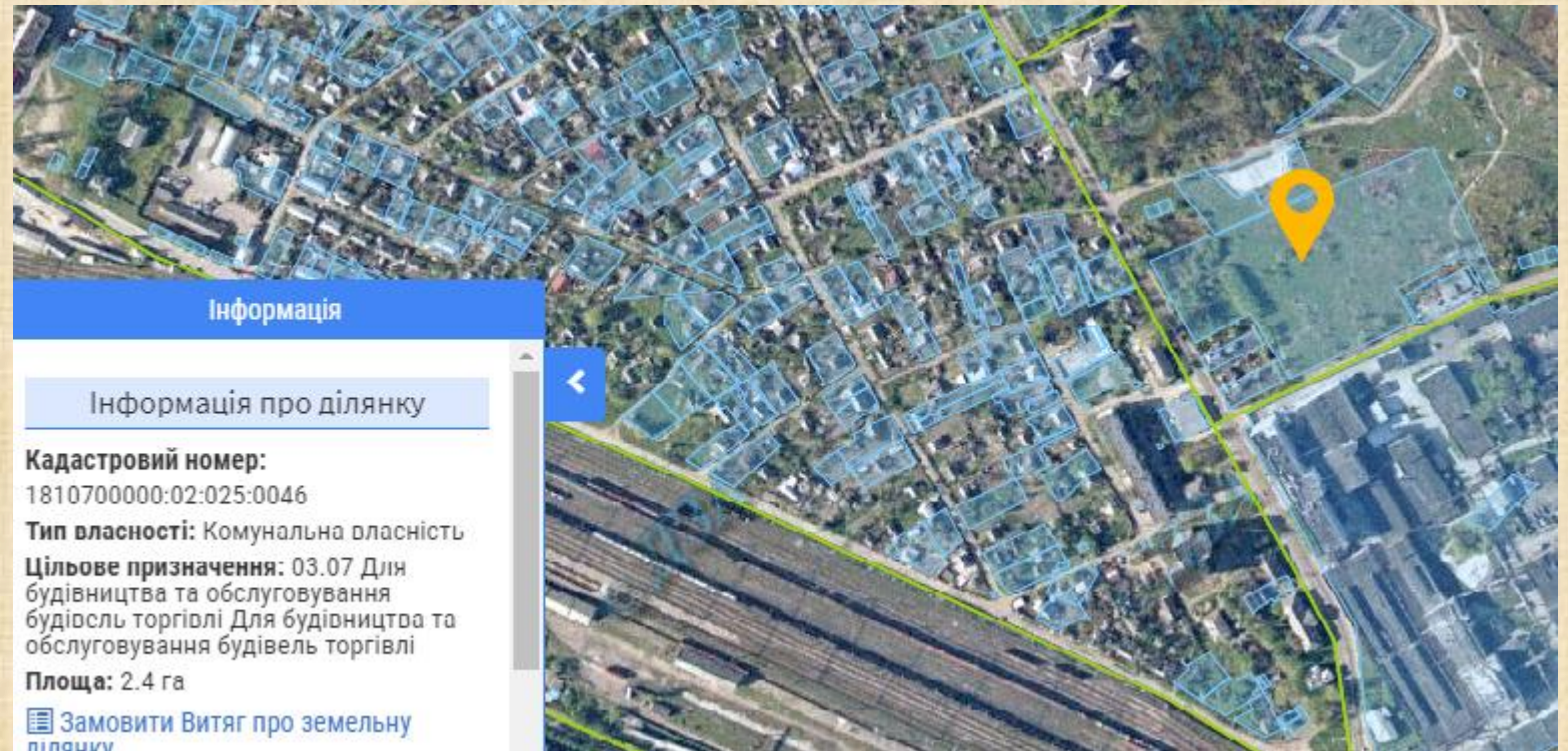 Інформація
Інформація про ділянку
Кадастровий номер:
1810700000:02:025:0046
Тип власності: Комунальна власність
Цільове призначення: 03.07 Для
будівництва та обслуговування
будівель торгівлі Для будівництва та
обслуговування будівель торгівлі
Площа: 2.4 га
Замовити Витяг про земельну
ділянку